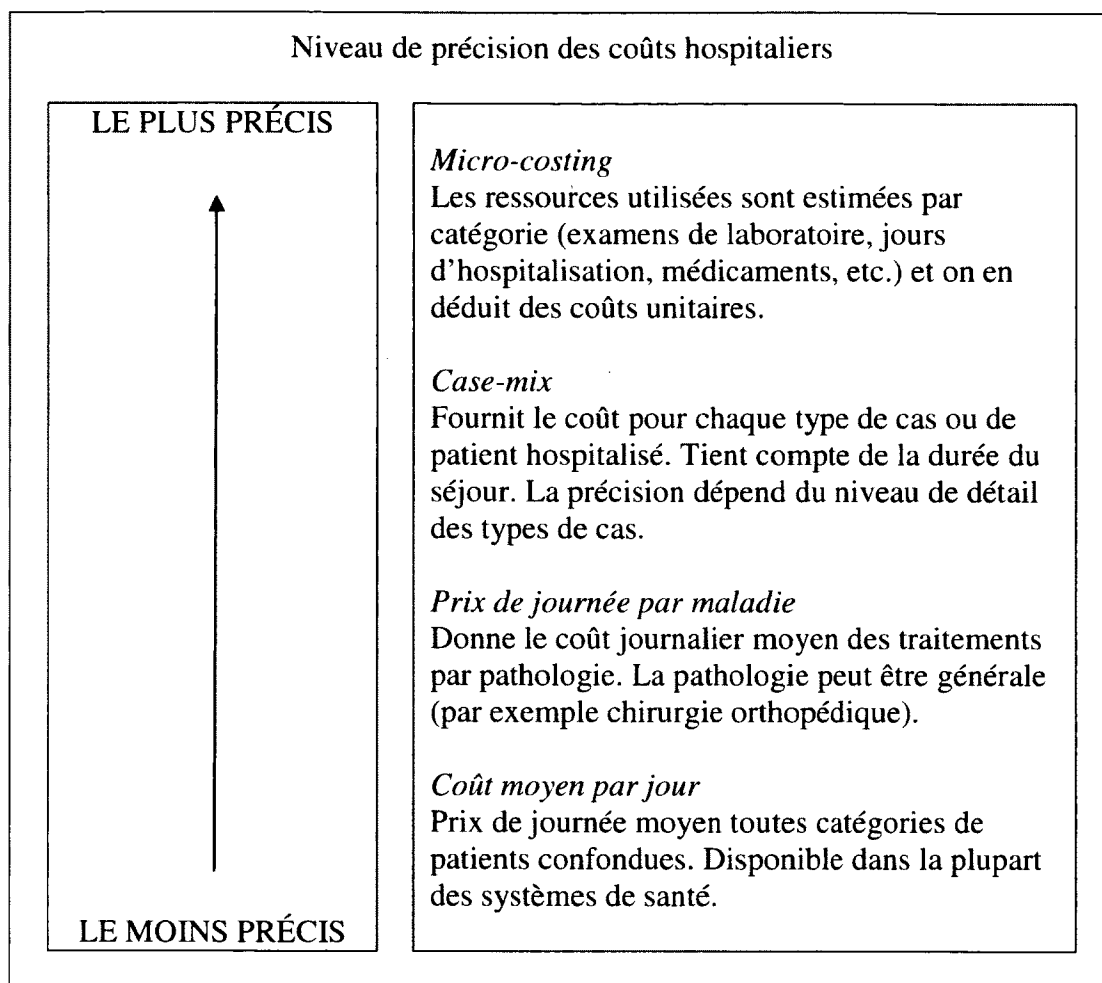 Niveau de précision des coûts hospitaliers
LE PLUS PRÉCIS
LE MOINS PRÉCIS
Micro-costing
Les ressources utilisées sont estimées par
catégorie (examens de laboratoire, jours
d'hospitalisation, médicaments, etc.) et on en
déduit des coûts unitaires.
Case-mix
Fournit le coût pour chaque type de cas ou de
patient hospitalisé. Tient compte de la durée du
séjour. La précision dépend du niveau de détail
des types de cas.
Prix de journée par maladie
Donne le coût journalier moyen des traitements
par pathologie. La pathologie peut être générale
(par exemple chirurgie orthopédique).
Coût moyen par jour
Prix de journée moyen toutes catégories de
patients confondues. Disponible dans la plupart
des systèmes de santé.